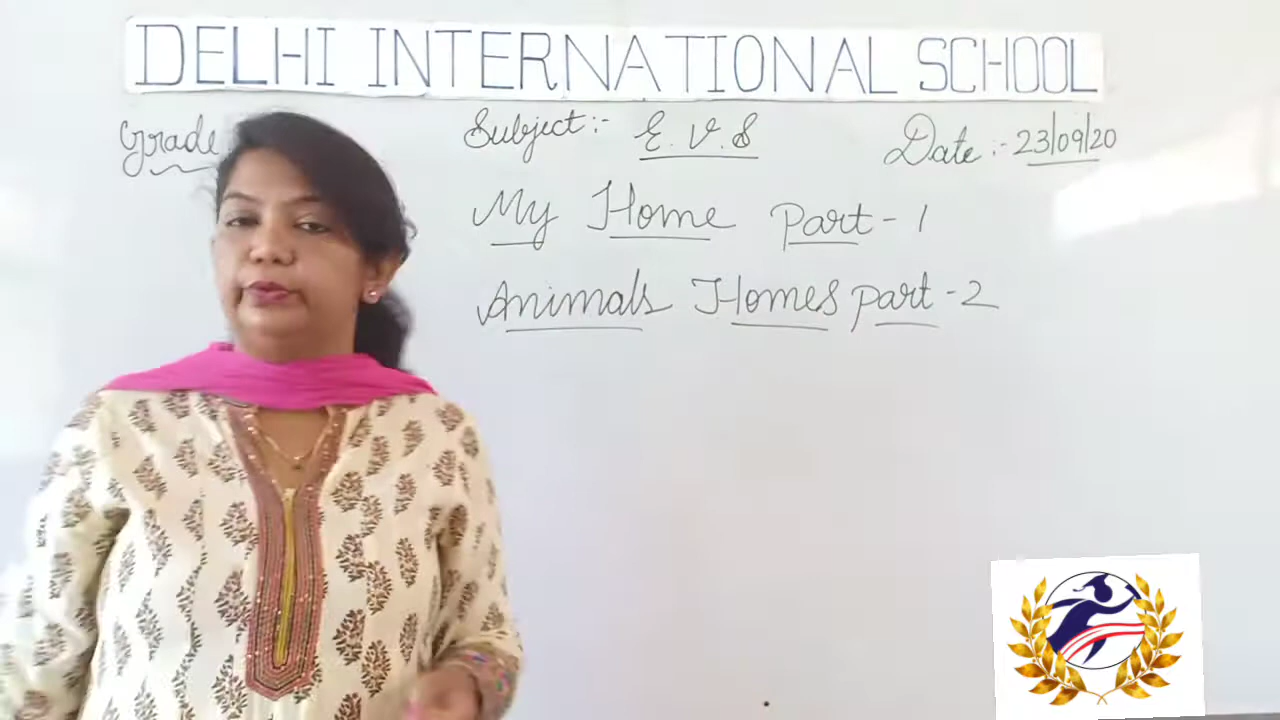 DELHI INTERNATIONAL SCHOOL
Grade Subject:- E.V.S Date:- 23/09/20
My Home Part-1
Animals Homes Part-2